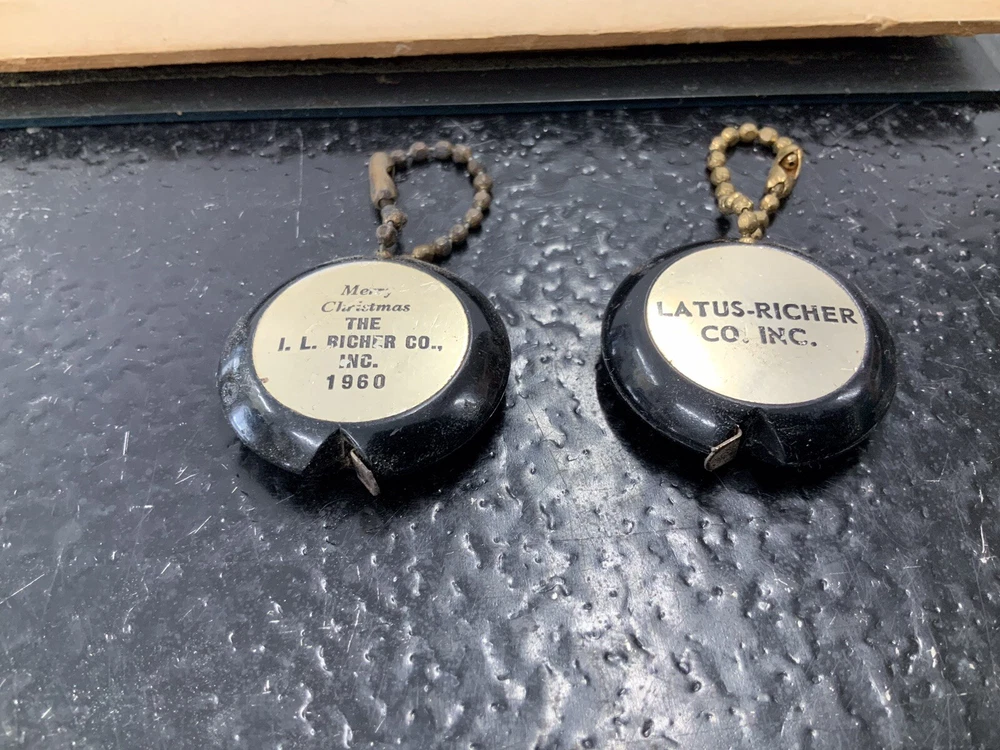 Merry
Christmas
THE
I. L. RICHER CO.,
INC.
1960
LATUS-RICHER
CO. INC.